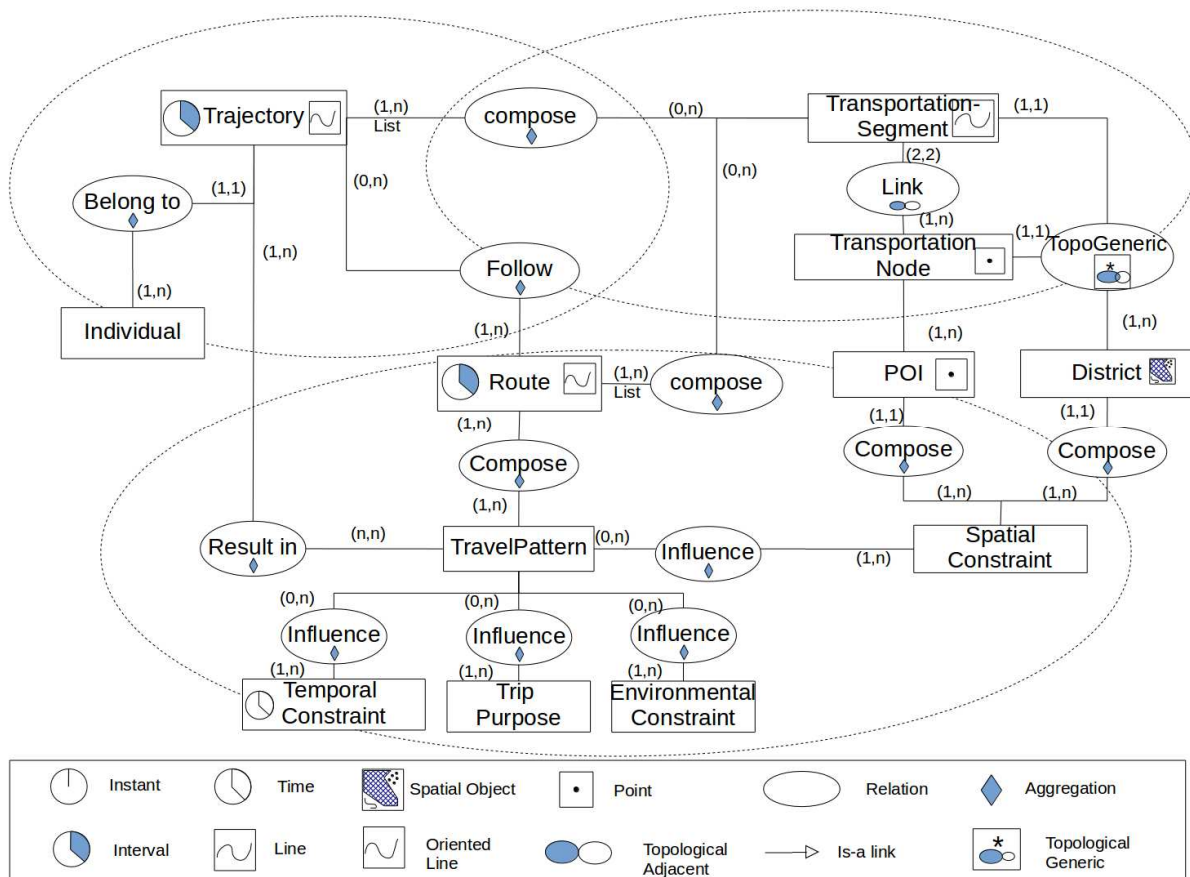 Trajectory
(1,n)
List
compose
(0,n)
Transportation-
Segment
(1,1)
(2,2)
(0,n)
(0,n)
Link
Belong to
(1,1)
(1,n)
(1,1)
TopoGeneric
*
Transportation
Node
(1,n)
Follow
(1,n)
Individual
(1,n)
(1,n)
(1,n)
Route
(1,n)
List
compose
POI
District
(1,n)
(1,1)
(1,1)
Compose
Compose
Compose
(1,n)
(1,n)
(1,n)
Result in
(n,n)
TravelPattern
(0,n)
Influence
(1,n)
Spatial
Constraint
(0,n)
(0,n)
(0,n)
Influence
Influence
Influence
(1,n)
(1,n)
(1,n)
Temporal
Constraint
Trip
Purpose
Environmental
Constraint
Instant
Time
Spatial Object
Point
Relation
Aggregation
Interval
Line
Oriented
Line
Topological
Adjacent
Is-a link
*
Topological
Generic